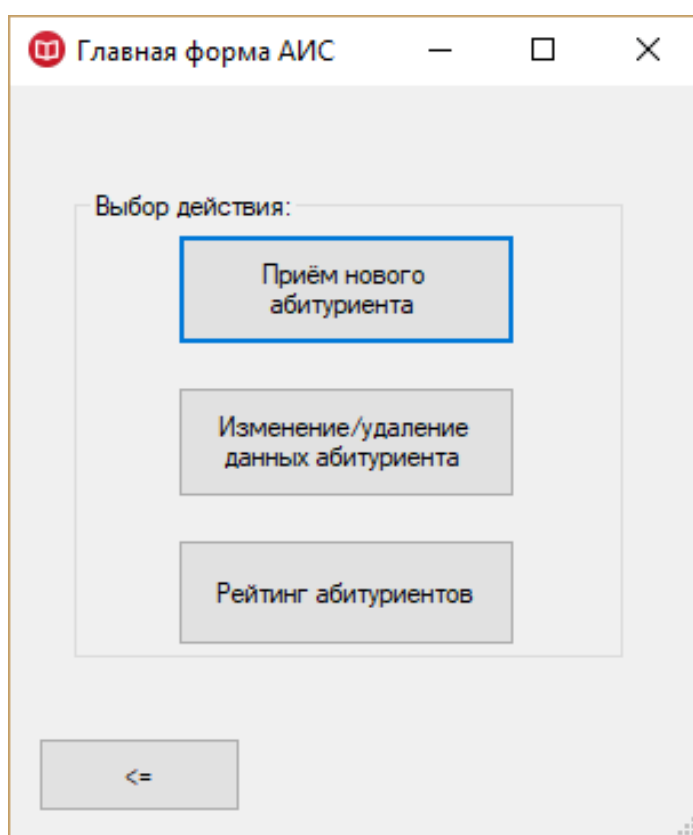 Главная форма АИС
Выбор действия:
Приём нового
абитуриента
Изменение/удаление
данных абитуриента
Рейтинг абитуриентов
<=